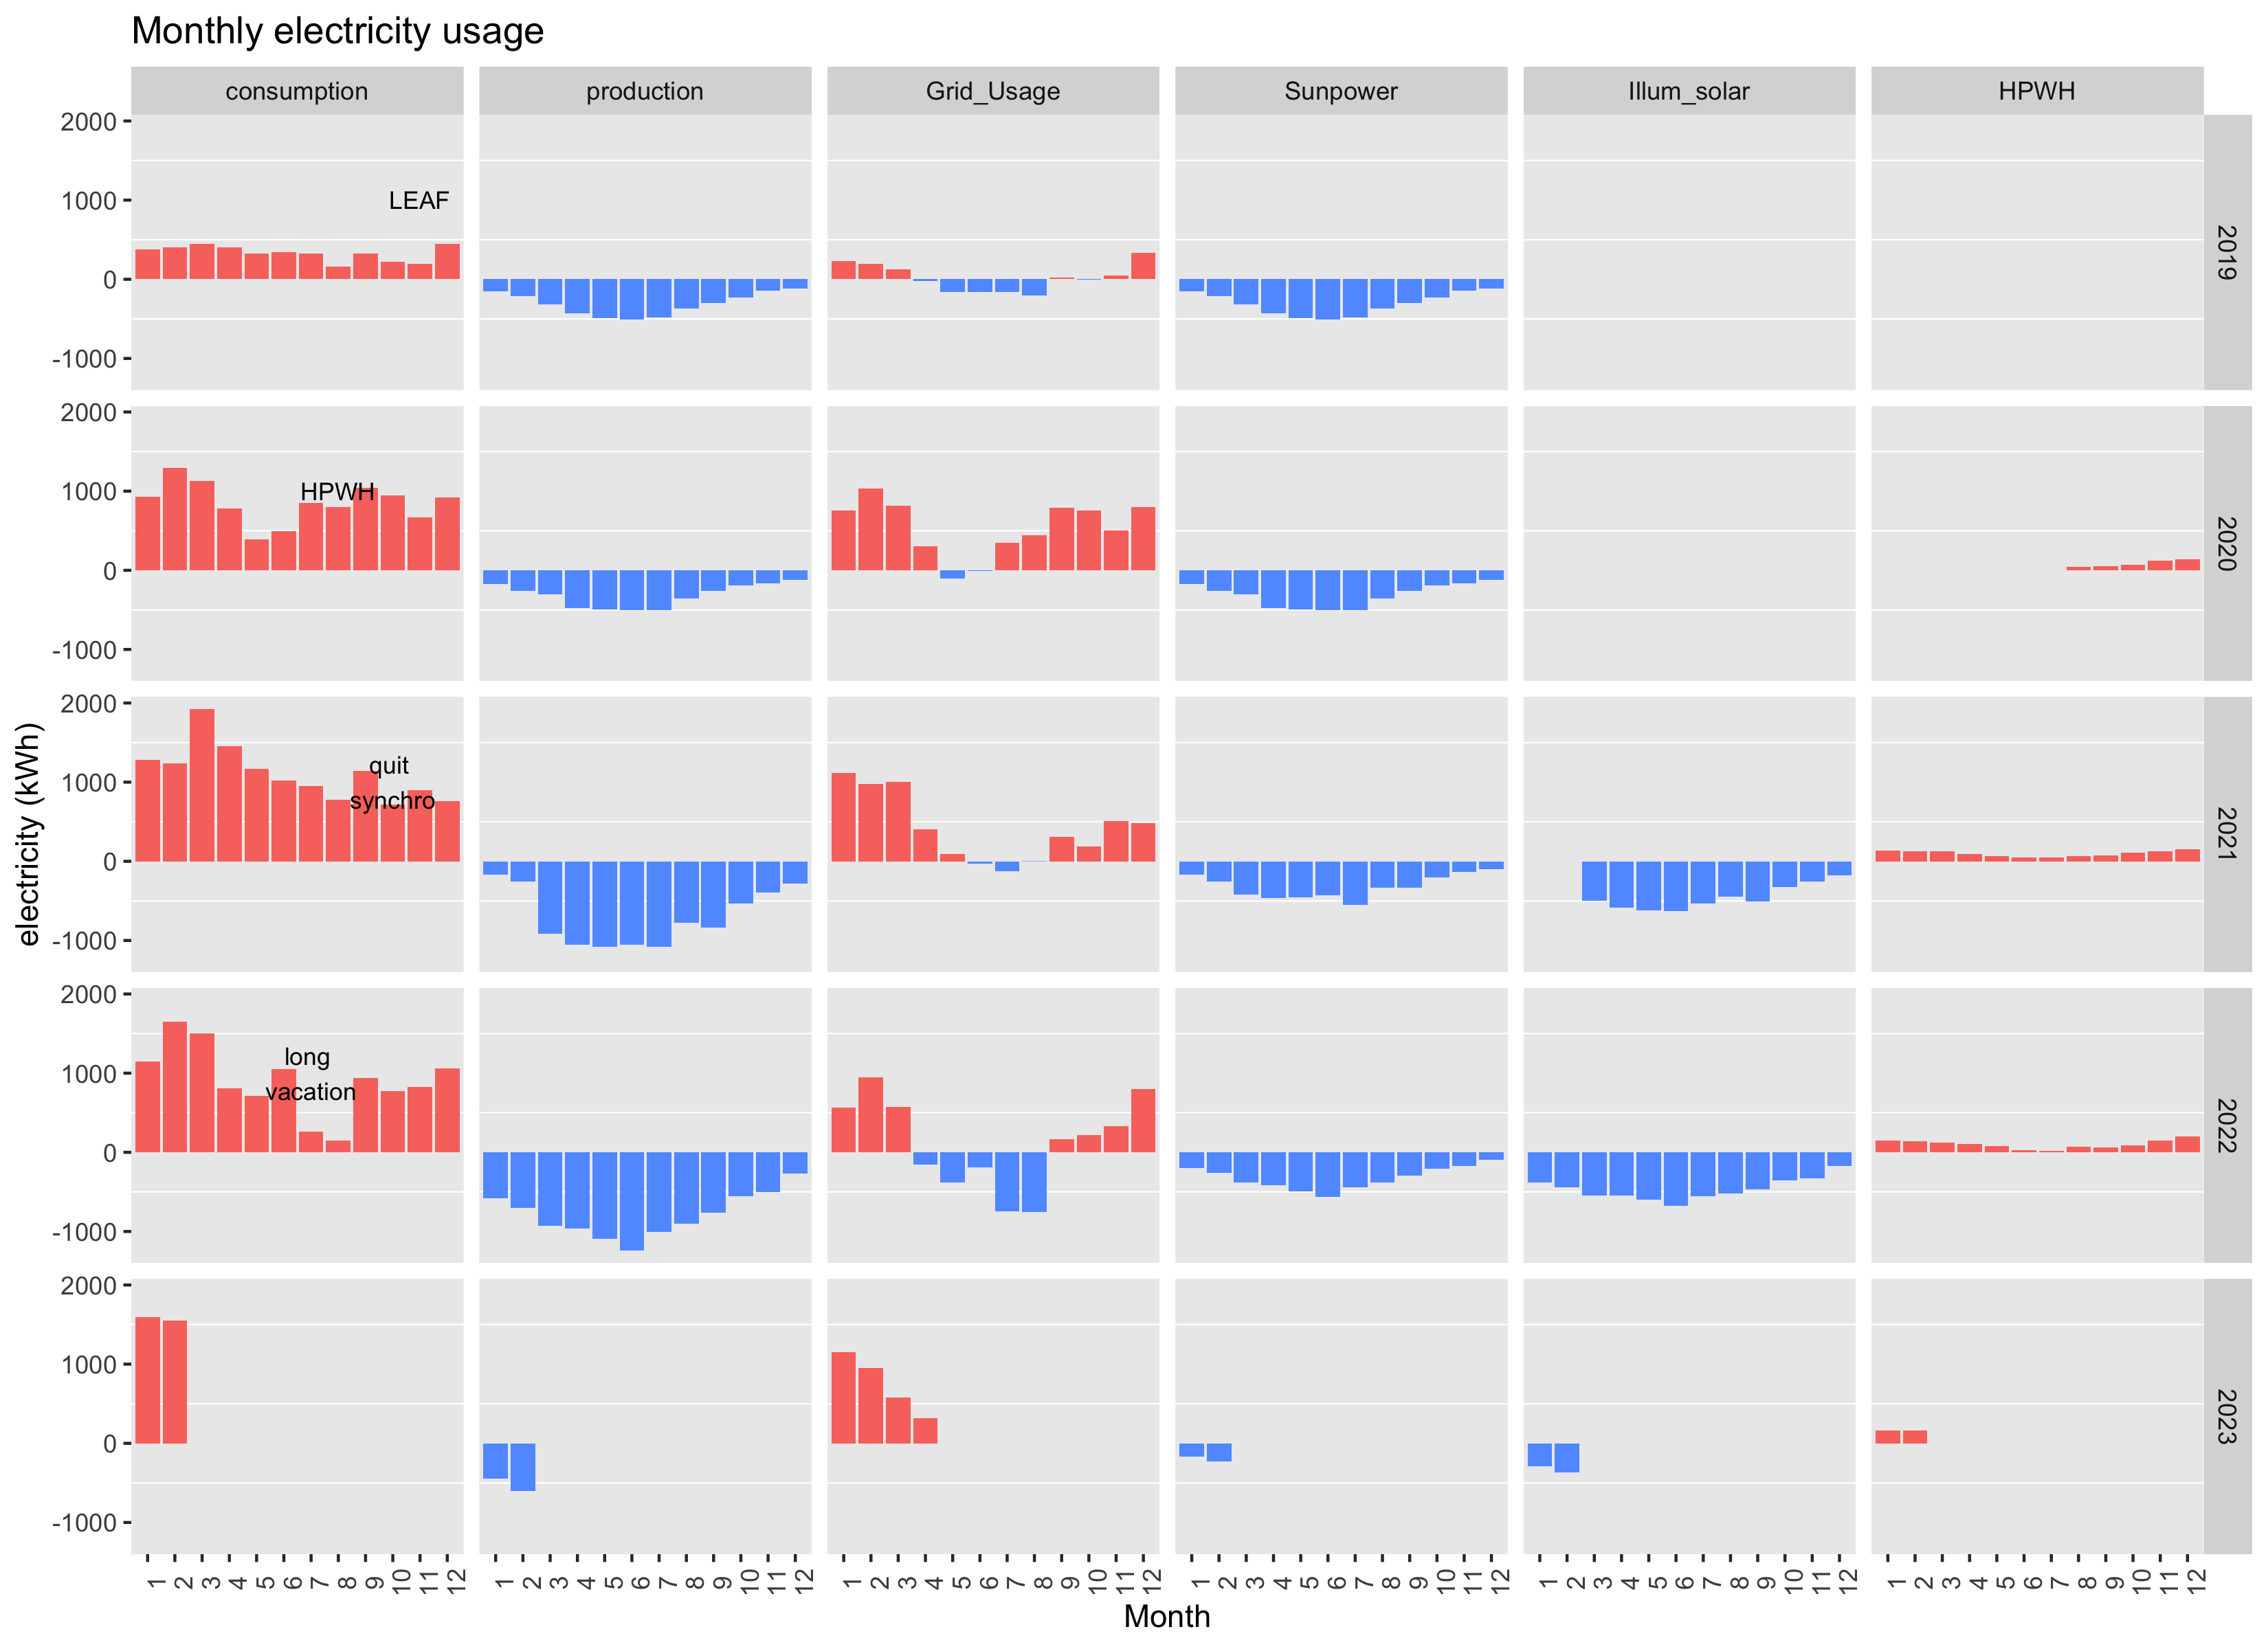 Monthly electricity usage
consumption production Grid_Usage Sunpower Illum_solar HPWH
2000
1000
0
-1000
LEAF
2019
2000
1000
0
-1000
HPWH
2020
2000
1000
0
-1000
quit
synchro
2021
2000
1000
0
-1000
long
vacation
2022
2000
1000
0
-1000
2023
electricity (kWh)
1 2 3 4 5 6 7 8 9 10 11 12 1 2 3 4 5 6 7 8 9 10 11 12 1 2 3 4 5 6 7 8 9 10 11 12 1 2 3 4 5 6 7 8 9 10 11 12 1 2 3 4 5 6 7 8 9 10 11 12 1 2 3 4 5 6 7 8 9 10 11 12
Month